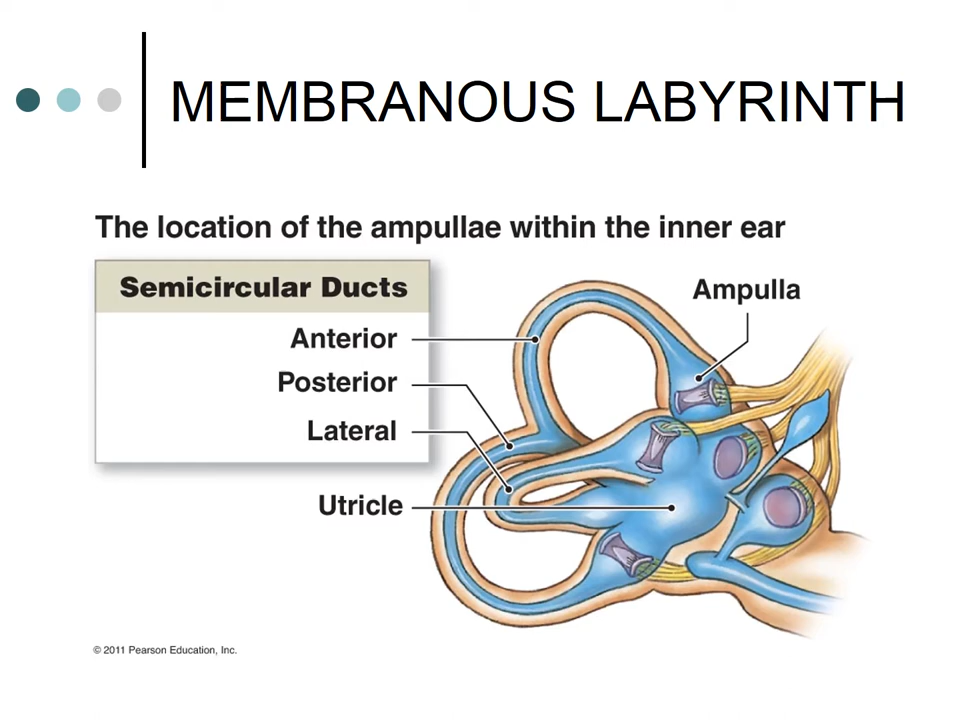 MEMBRANOUS LABYRINTH
The location of the ampullae within the inner ear
Semicircular Ducts
Ampulla
Anterior
Posterior
Lateral
Utricle
© 2011 Pearson Education, Inc.